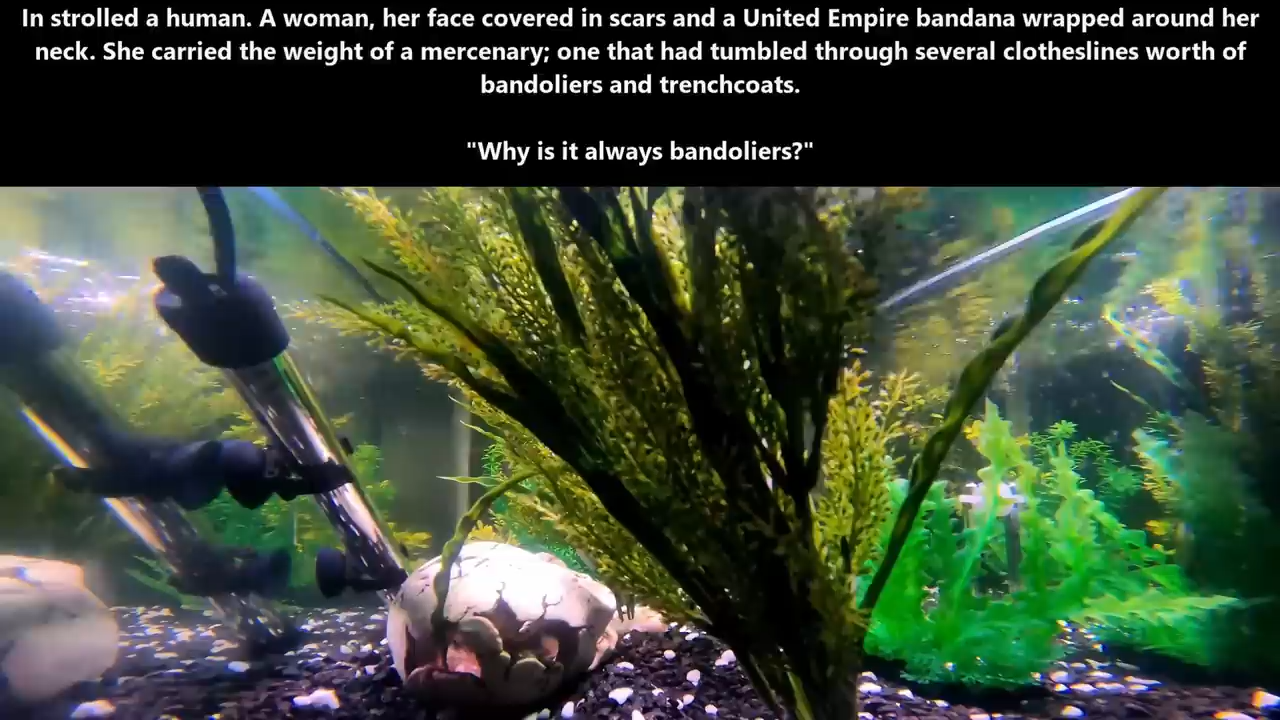 In strolled a human. A woman, her face covered in scars and a United Empire bandana wrapped around her
neck. She carried the weight of a mercenary; one that had tumbled through several clotheslines worth of
bandoliers and trenchcoats.
"Why is it always bandoliers?"